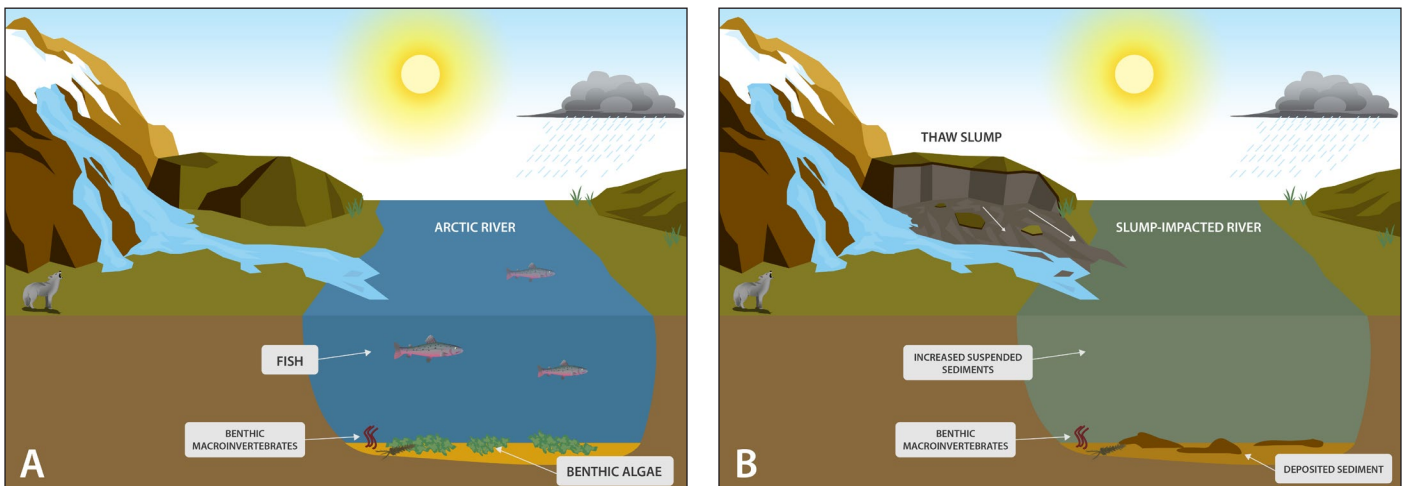 ARCTIC RIVER
FISH
BENTHIC
MACROINVERTEBRATES
BENTHIC ALGAE
A
THAW SLUMP
SLUMP-IMPACTED RIVER
INCREASED SUSPENDED
SEDIMENTS
BENTHIC
MACROINVERTEBRATES
DEPOSITED SEDIMENT
B